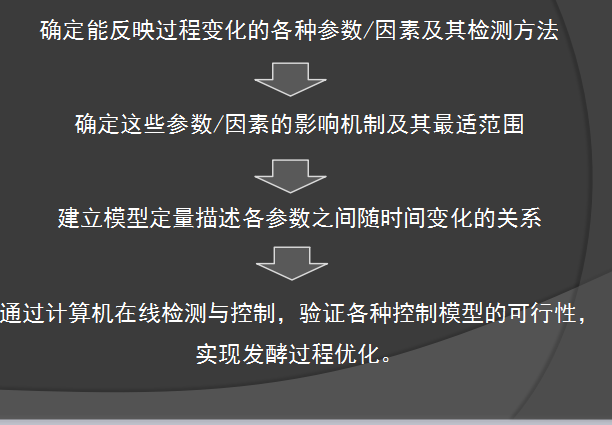 确定能反映过程变化的各种参数/因素及其检测方法
确定这些参数/因素的影响机制及其最适范围
建立模型定量描述各参数之间随时间变化的关系
通过计算机在线检测与控制，验证各种控制模型的可行性，
实现发酵过程优化。